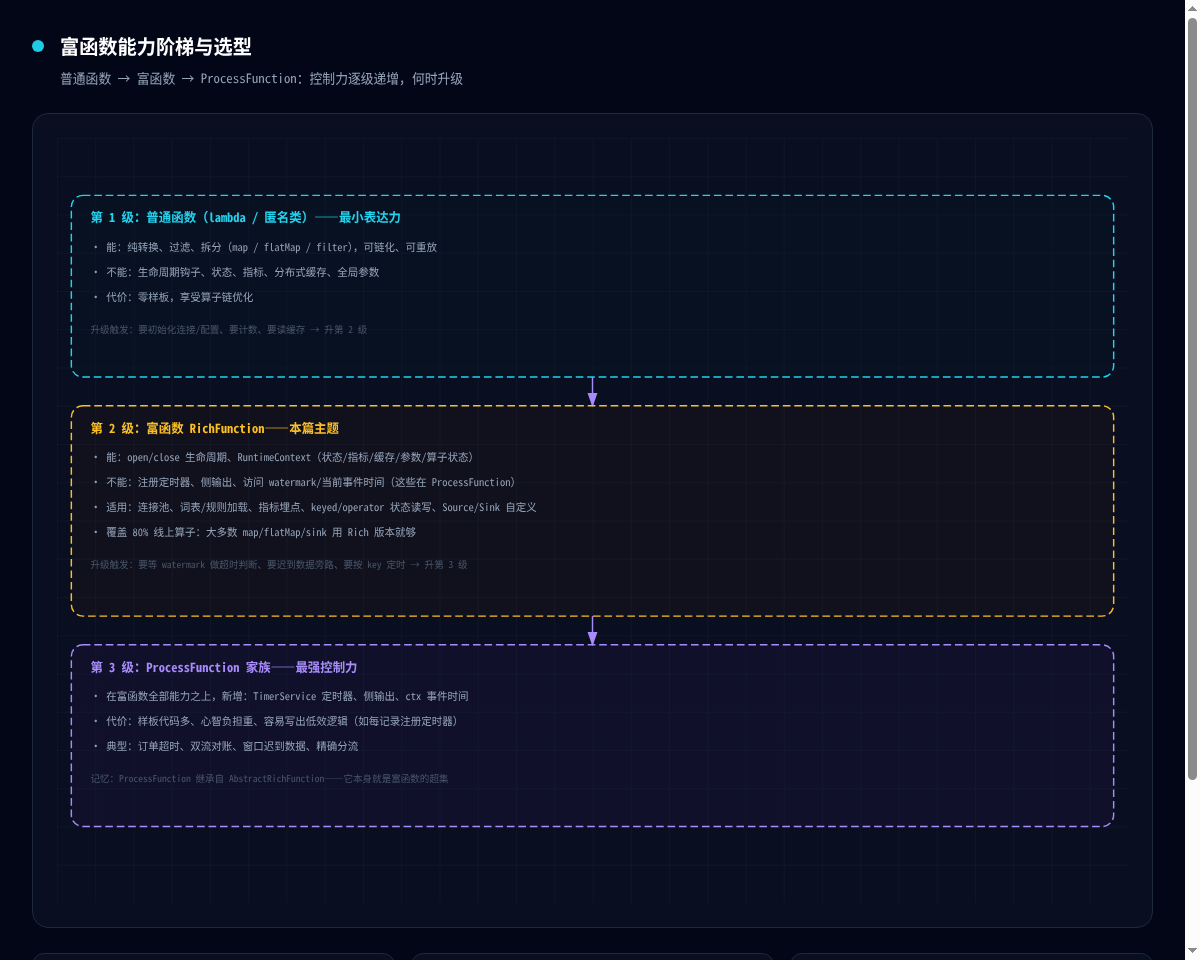 富函数能力阶梯与选型
普通函数 → 富函数 → ProcessFunction：控制力逐级递增，何时升级
第 1 级：普通函数（lambda / 匿名类）——最小表达力
· 能：纯转换、过滤、拆分（map / flatMap / filter），可链化、可重放
· 不能：生命周期钩子、状态、指标、分布式缓存、全局参数
· 代价：零样板，享受算子链优化
升级触发：要初始化连接/配置、要计数、要读缓存 → 升第 2 级
第 2 级：富函数 RichFunction——本篇主题
· 能：open/close 生命周期、RuntimeContext（状态/指标/缓存/参数/算子状态）
· 不能：注册定时器、侧输出、访问 watermark/当前事件时间（这些在 ProcessFunction）
· 适用：连接池、词表/规则加载、指标埋点、keyed/operator 状态读写、Source/Sink 自定义
· 覆盖 80% 线上算子：大多数 map/flatMap/sink 用 Rich 版本就够
升级触发：要等 watermark 做超时判断、要迟到数据旁路、要按 key 定时 → 升第 3 级
第 3 级：ProcessFunction 家族——最强控制力
· 在富函数全部能力之上，新增：TimerService 定时器、侧输出、ctx 事件时间
· 代价：样板代码多、心智负担重、容易写出低效逻辑（如每记录注册定时器）
· 典型：订单超时、双流对账、窗口迟到数据、精确分流
记忆：ProcessFunction 继承自 AbstractRichFunction——它本身就是富函数的超集